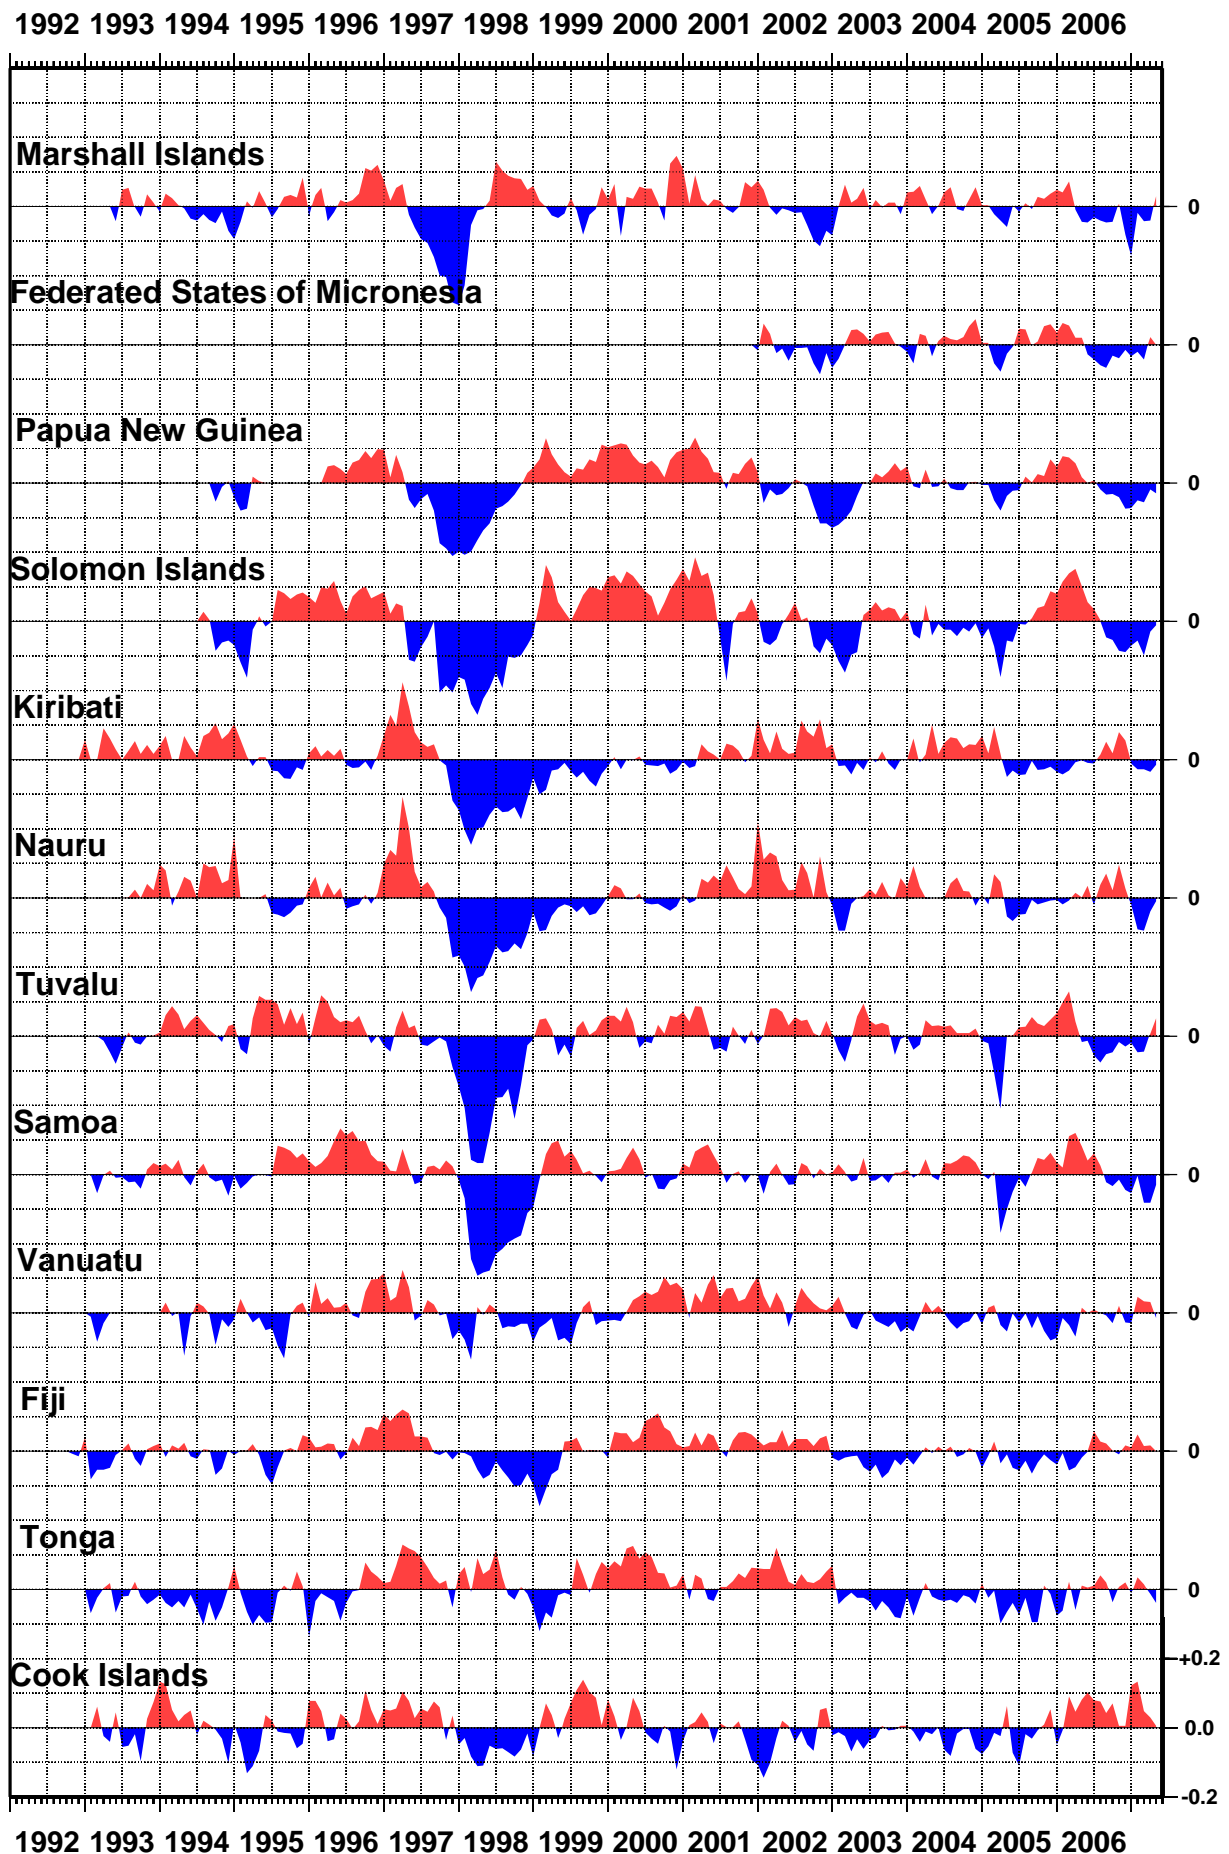 1992 1993 1994 1995 1996 1997 1998 1999 2000 2001 2002 2003 2004 2005 2006
Marshall Islands
0
Federated States of Micronesia
0
Papua New Guinea
0
Solomon Islands
0
Kiribati
0
Nauru
0
Tuvalu
0
Samoa
0
Vanuatu
0
Fiji
0
Tonga
0
+0.2
Cook Islands
0.0
-0.2
1992 1993 1994 1995 1996 1997 1998 1999 2000 2001 2002 2003 2004 2005 2006